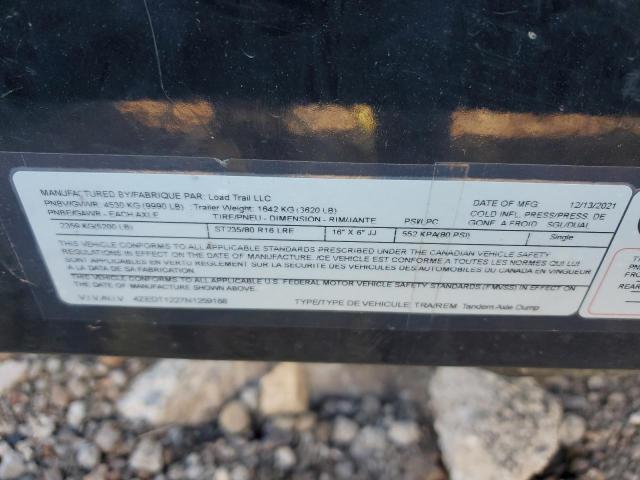 MANUFACTURED BY/FABRIQUE PAR: Load Trail LLC DATE OF MFG: 12/13/2021
PNBV/GVWR: 4530 KG (9990 LB) Trailer Weight: 1642 KG (3620 LB) COLD INFL. PRESS/PRESS. DE
PNBE/GAWR - EACH AXLE TIRE/PNEU - DIMENSION - RIM/JANTE PSI/LPC GONF. A FROID SGL/DUAL
2359 KG(5200 LB) ST235/80 R16 LRE 16" X 6" JJ 552 KPA(80 PSI) Single
THIS VEHICLE CONFORMS TO ALL APPLICABLE STANDARDS PRESCRIBED UNDER THE CANADIAN VEHICLE SAFETY
REGULATIONS IN EFFECT ON THE DATE OF MANUFACTURE. /CE VEHICULE EST CONFORME A TOUTES LES NORMES QUI LUI
SONT APPLICABLES EN VERTU REGLEMENT SUR LA SECURITE DES VEHICULES DES AUTOMOBILES DU CANADA EN VINGUEUR
A LA DATE DE SA FABRICATION.
THIS VEHICLE CONFORMS TO ALL APPLICABLE U.S. FEDERAL MOTOR VEHICLE SAFETY STANDARDS (FMVSS) IN EFFECT ON
THE DATE OF MANUFACTURE SHOWN ABOVE.
V.I.V./N.I.V TYPE/TYPE DE VEHICULE: TRA/REM Tandem Axle Dump
T
PN
FRO
REAR